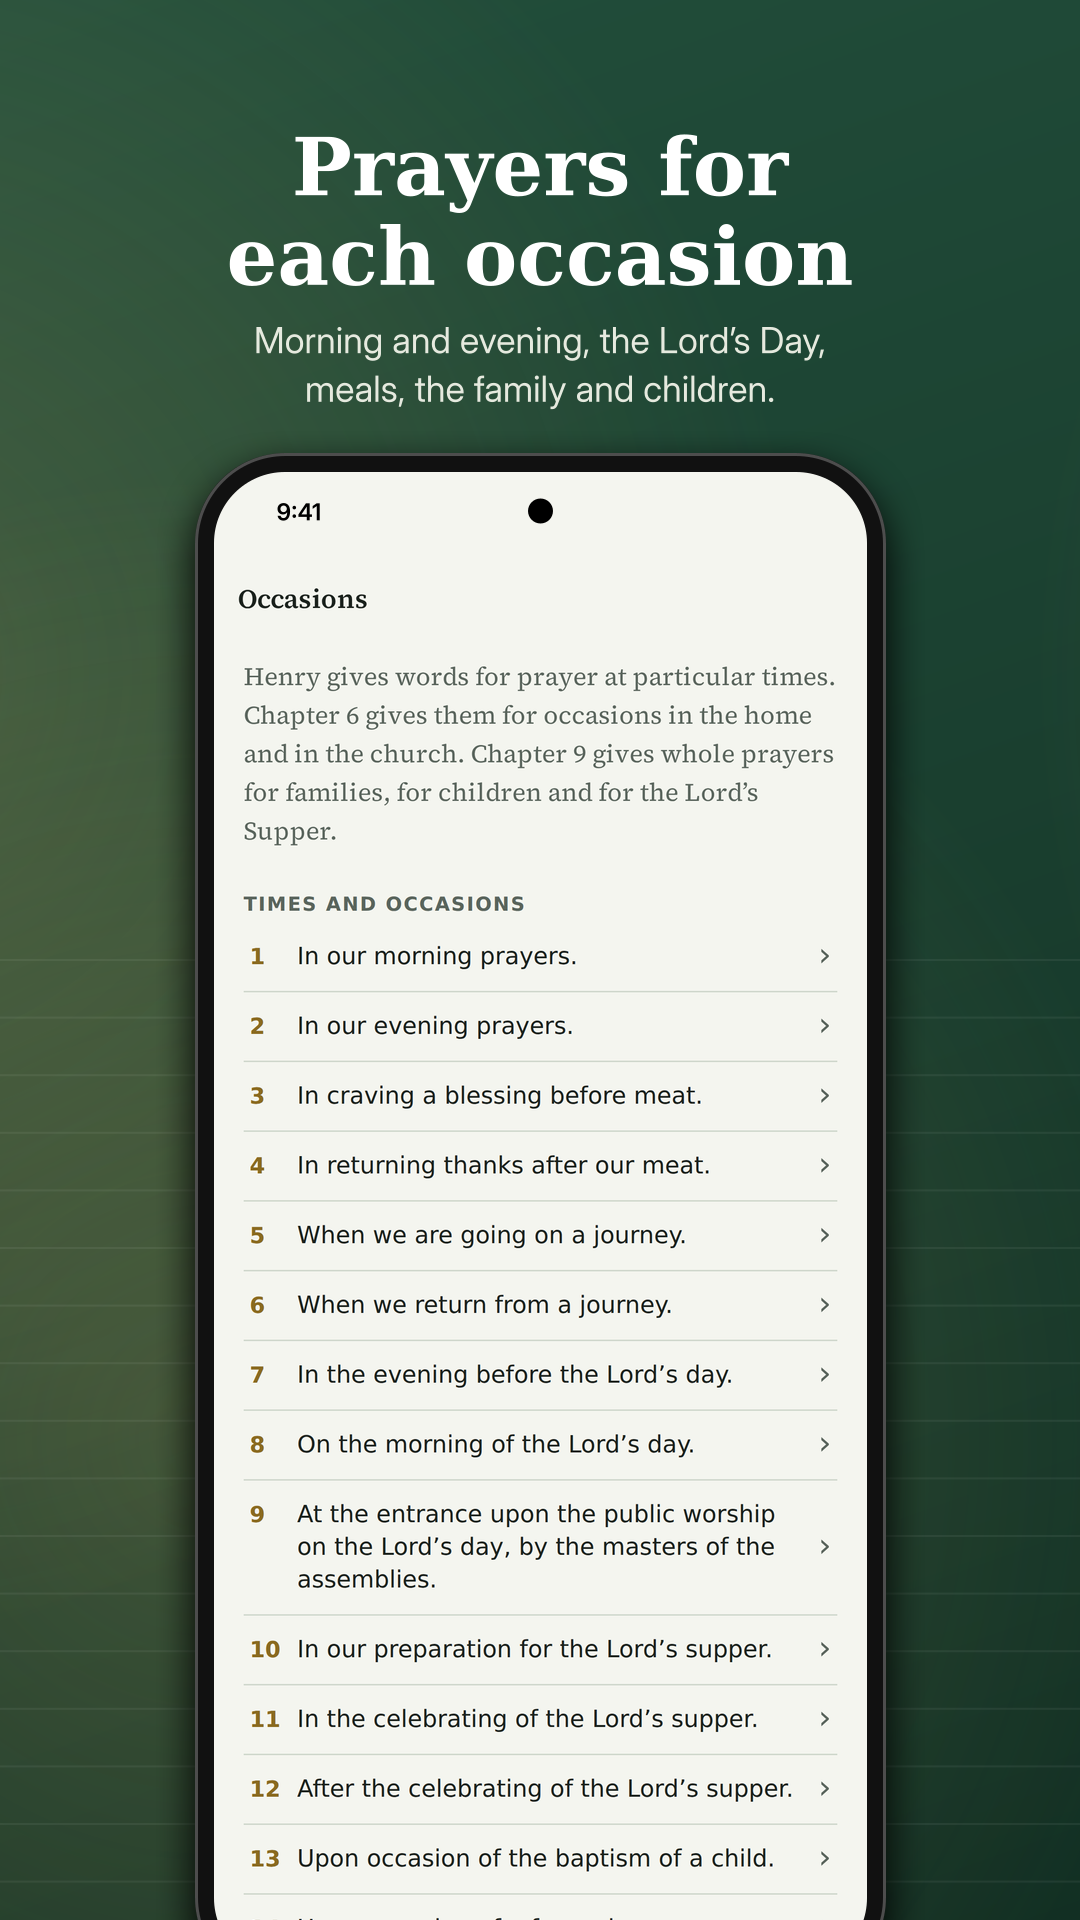 Prayers for
each occasion
Morning and evening, the Lord’s Day,
meals, the family and children.
9:41
Occasions
Henry gives words for prayer at particular times.
Chapter 6 gives them for occasions in the home
and in the church. Chapter 9 gives whole prayers
for families, for children and for the Lord’s
Supper.
TIMES AND OCCASIONS
1 In our morning prayers.
2 In our evening prayers.
3 In craving a blessing before meat.
4 In returning thanks after our meat.
5 When we are going on a journey.
6 When we return from a journey.
7 In the evening before the Lord’s day.
8 On the morning of the Lord’s day.
9 At the entrance upon the public worship
on the Lord’s day, by the masters of the
assemblies.
10 In our preparation for the Lord’s supper.
11 In the celebrating of the Lord’s supper.
12 After the celebrating of the Lord’s supper.
13 Upon occasion of the baptism of a child.